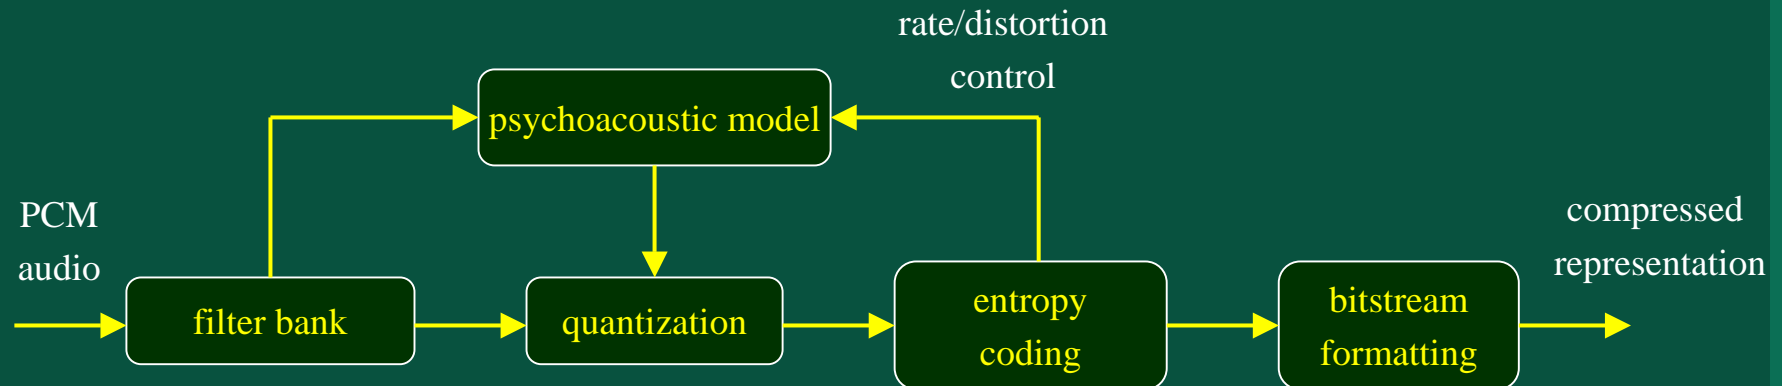 rate/distortion
control
psychoacoustic model
PCM
audio
compressed
representation
filter bank
quantization
entropy
coding
bitstream
formatting